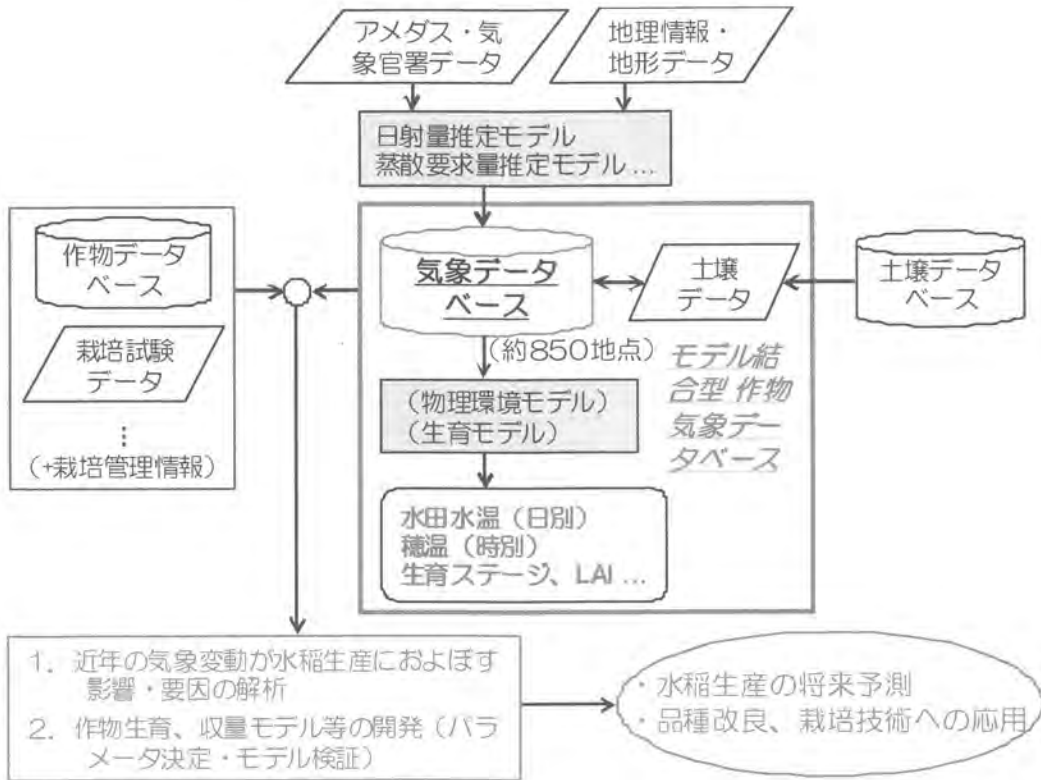 アメダス・気
象官署データ
地理情報・
地形データ
日射量推定モデル
蒸散要求量推定モデル…
作物データ
ベース
栽培試験
データ
⋮
(+栽培管理情報)
気象データ
ベース
土壌
データ
土壌データ
ベース
(約850地点)
モデル結
合型 作物
気象デー
タベース
(物理環境モデル)
(生育モデル)
水田水温(日別)
穂温(時別)
生育ステージ、LAI…
1. 近年の気象変動が水稲生産におよぼす
影響・要因の解析
2. 作物生育、収量モデル等の開発(パラ
メータ決定・モデル検証)
・水稲生産の将来予測
・品種改良、栽培技術への応用